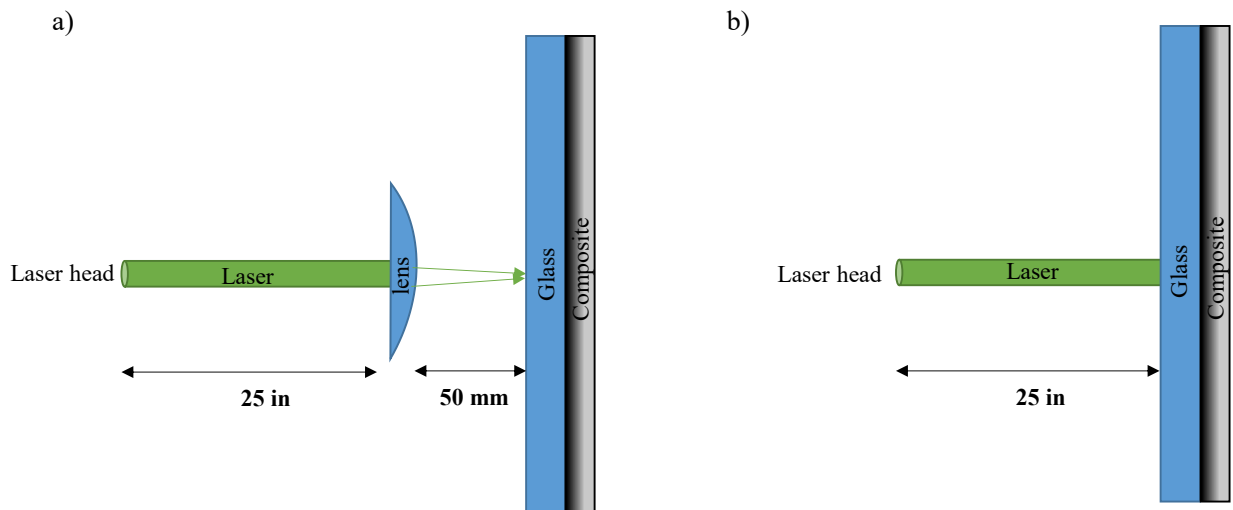 a)
Laser head
Laser
lens
Glass
Composite
25 in
50 mm
b)
Laser head
Laser
Glass
Composite
25 in